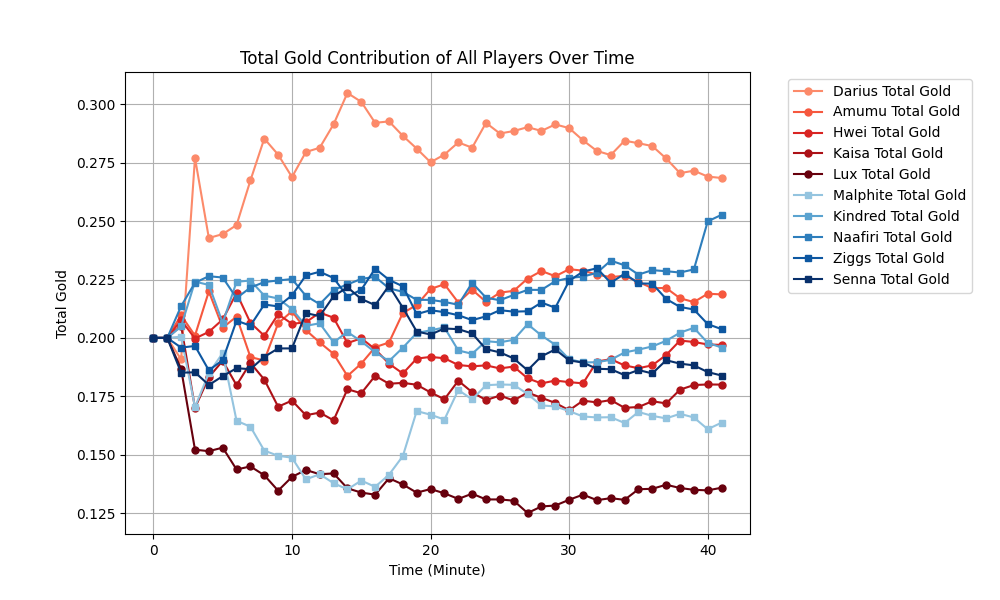 Total Gold Contribution of All Players Over Time
Total Gold
0.300
0.275
0.250
0.225
0.200
0.175
0.150
0.125
0
10
20
30
40
Time (Minute)
Darius Total Gold
Amumu Total Gold
Hwei Total Gold
Kaisa Total Gold
Lux Total Gold
Malphite Total Gold
Kindred Total Gold
Naafiri Total Gold
Ziggs Total Gold
Senna Total Gold